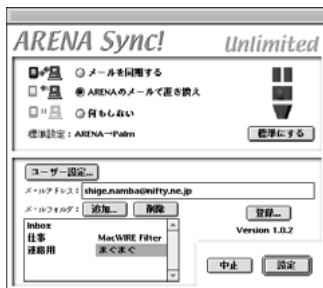 ARENA Sync! Unlimited
メールを同期する
ARENAのメールで置き換え
何もしない
標準設定：ARENA→Palm 標準にする
ユーザー設定...
メールアドレス：shige.namba@nifty.ne.jp
メールフォルダ：追加... 削除 登録...
Inbox
仕事 MacWIRE Filter
連絡用 まぐまぐ
Version 1.0.2
中止 設定